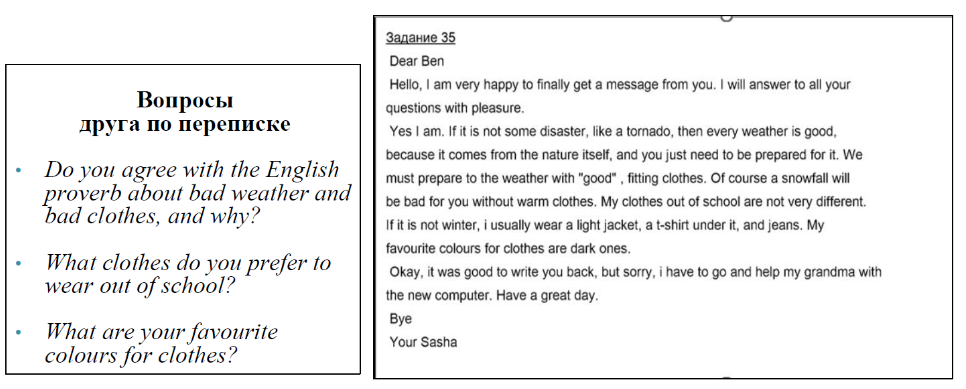 Вопросы
друга по переписке
• Do you agree with the English
proverb about bad weather and
bad clothes, and why?
• What clothes do you prefer to
wear out of school?
• What are your favourite
colours for clothes?
Задание 35
Dear Ben
Hello, I am very happy to finally get a message from you. I will answer to all your
questions with pleasure.
Yes I am. If it is not some disaster, like a tornado, then every weather is good,
because it comes from the nature itself, and you just need to be prepared for it. We
must prepare to the weather with "good" , fitting clothes. Of course a snowfall will
be bad for you without warm clothes. My clothes out of school are not very different.
If it is not winter, i usually wear a light jacket, a t-shirt under it, and jeans. My
favourite colours for clothes are dark ones.
Okay, it was good to write you back, but sorry, i have to go and help my grandma with
the new computer. Have a great day.
Bye
Your Sasha